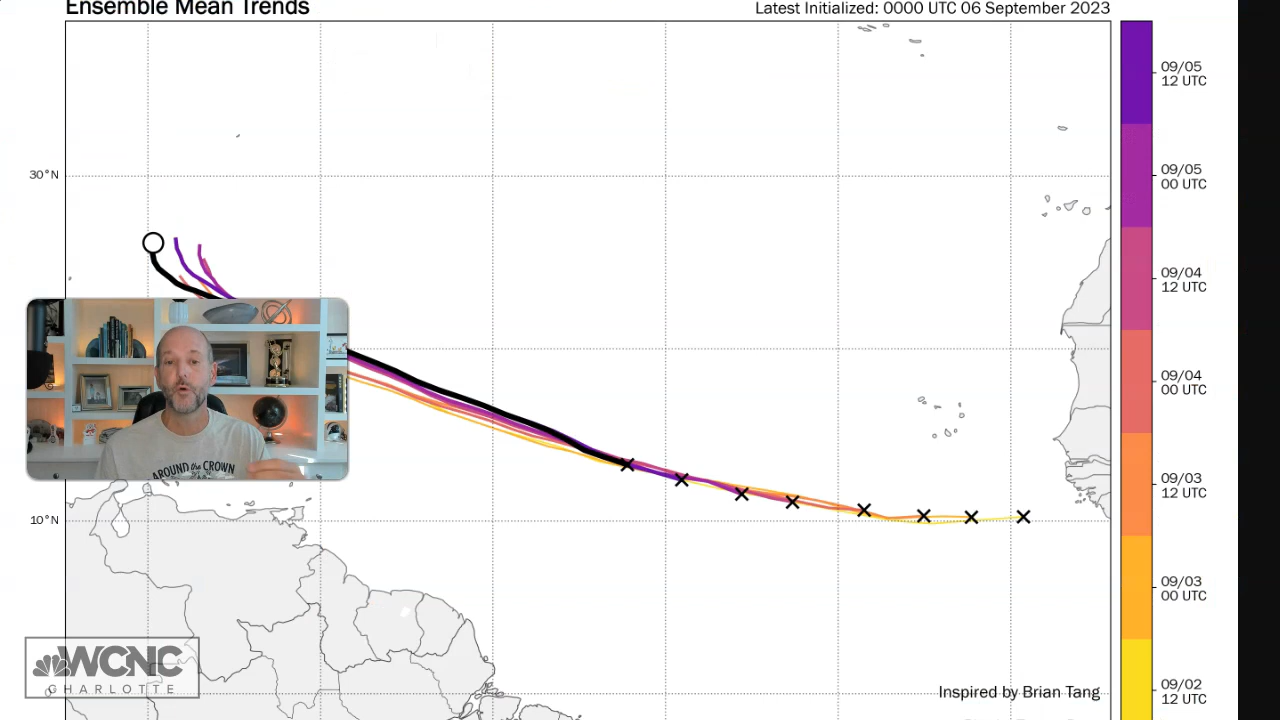 Ensemble Mean Trends
Latest Initialized: 0000 UTC 06 September 2023
09/05
12 UTC
09/05
00 UTC
09/04
12 UTC
09/04
00 UTC
09/03
12 UTC
09/03
00 UTC
09/02
12 UTC
30°N
10°N
0°
AROUND the CROWN
WCNC
CHARLOTTE
Inspired by Brian Tang